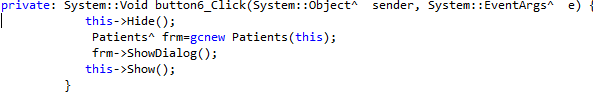 private: System::Void button6_Click(System::Object^  sender, System::EventArgs^  e) {
this->Hide();
Patients^ frm=gcnew Patients(this);
frm->ShowDialog();
this->Show();
}